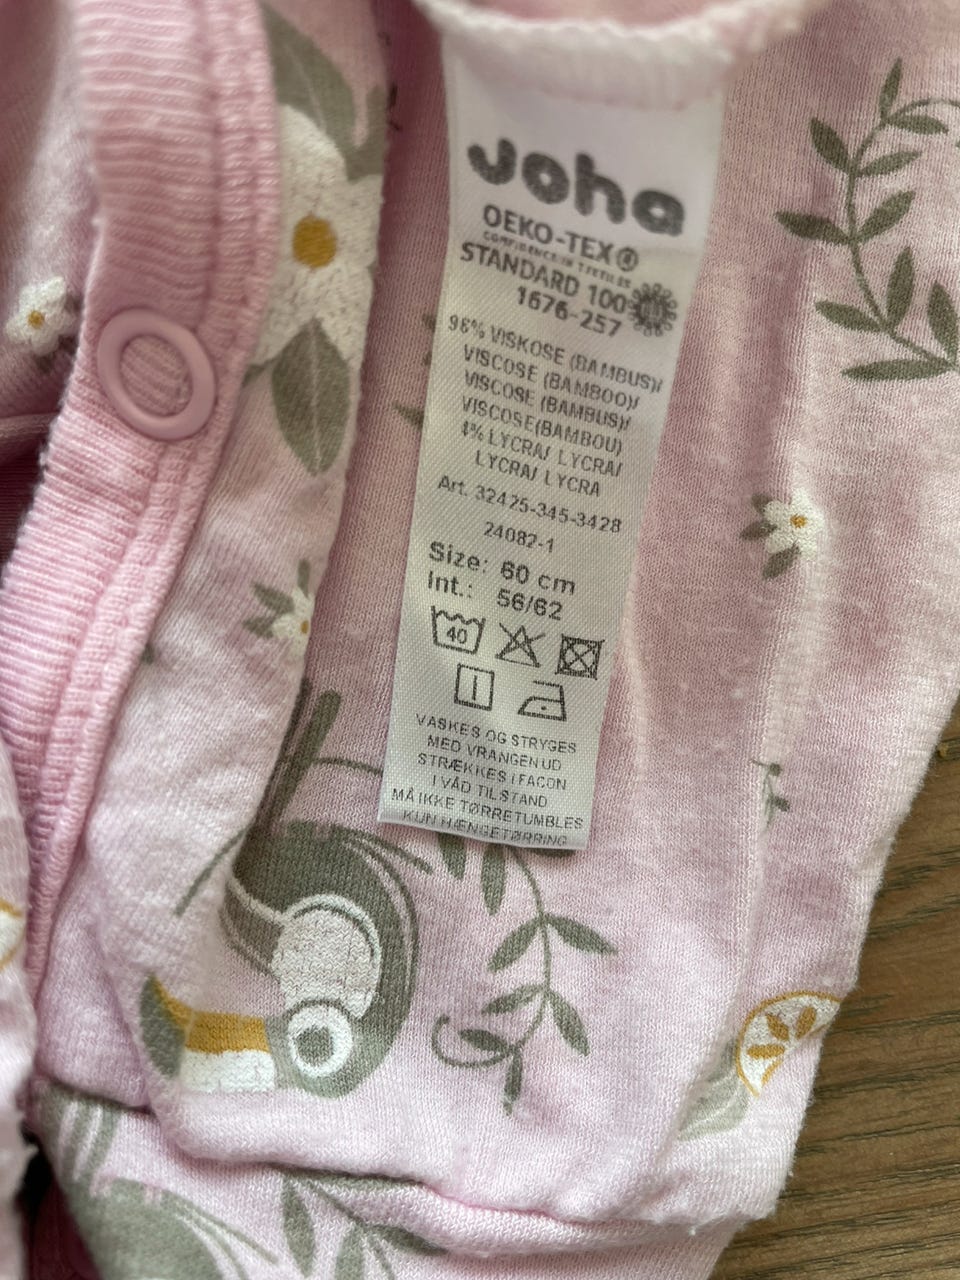 Joha
OEKO-TEX®
CONFIDENCE IN TEXTILES
STANDARD 100
1676-257
96% VISKOSE (BAMBUS)/
VISCOSE (BAMBOO)/
VISKOSE (BAMBUS)/
VISCOSE(BAMBOU)
4% LYCRA/ LYCRA/
LYCRA/ LYCRA
Art. 32425-345-3428
24082-1
Size: 60 cm
Int.: 56/62
40
VASKES OG STRYGES
MED VRANGEN UD
STRÆKKES I FACON
I VÅD TILSTAND
MÅ IKKE TØRRETUMBLES
KUN HÆNGETØRRING